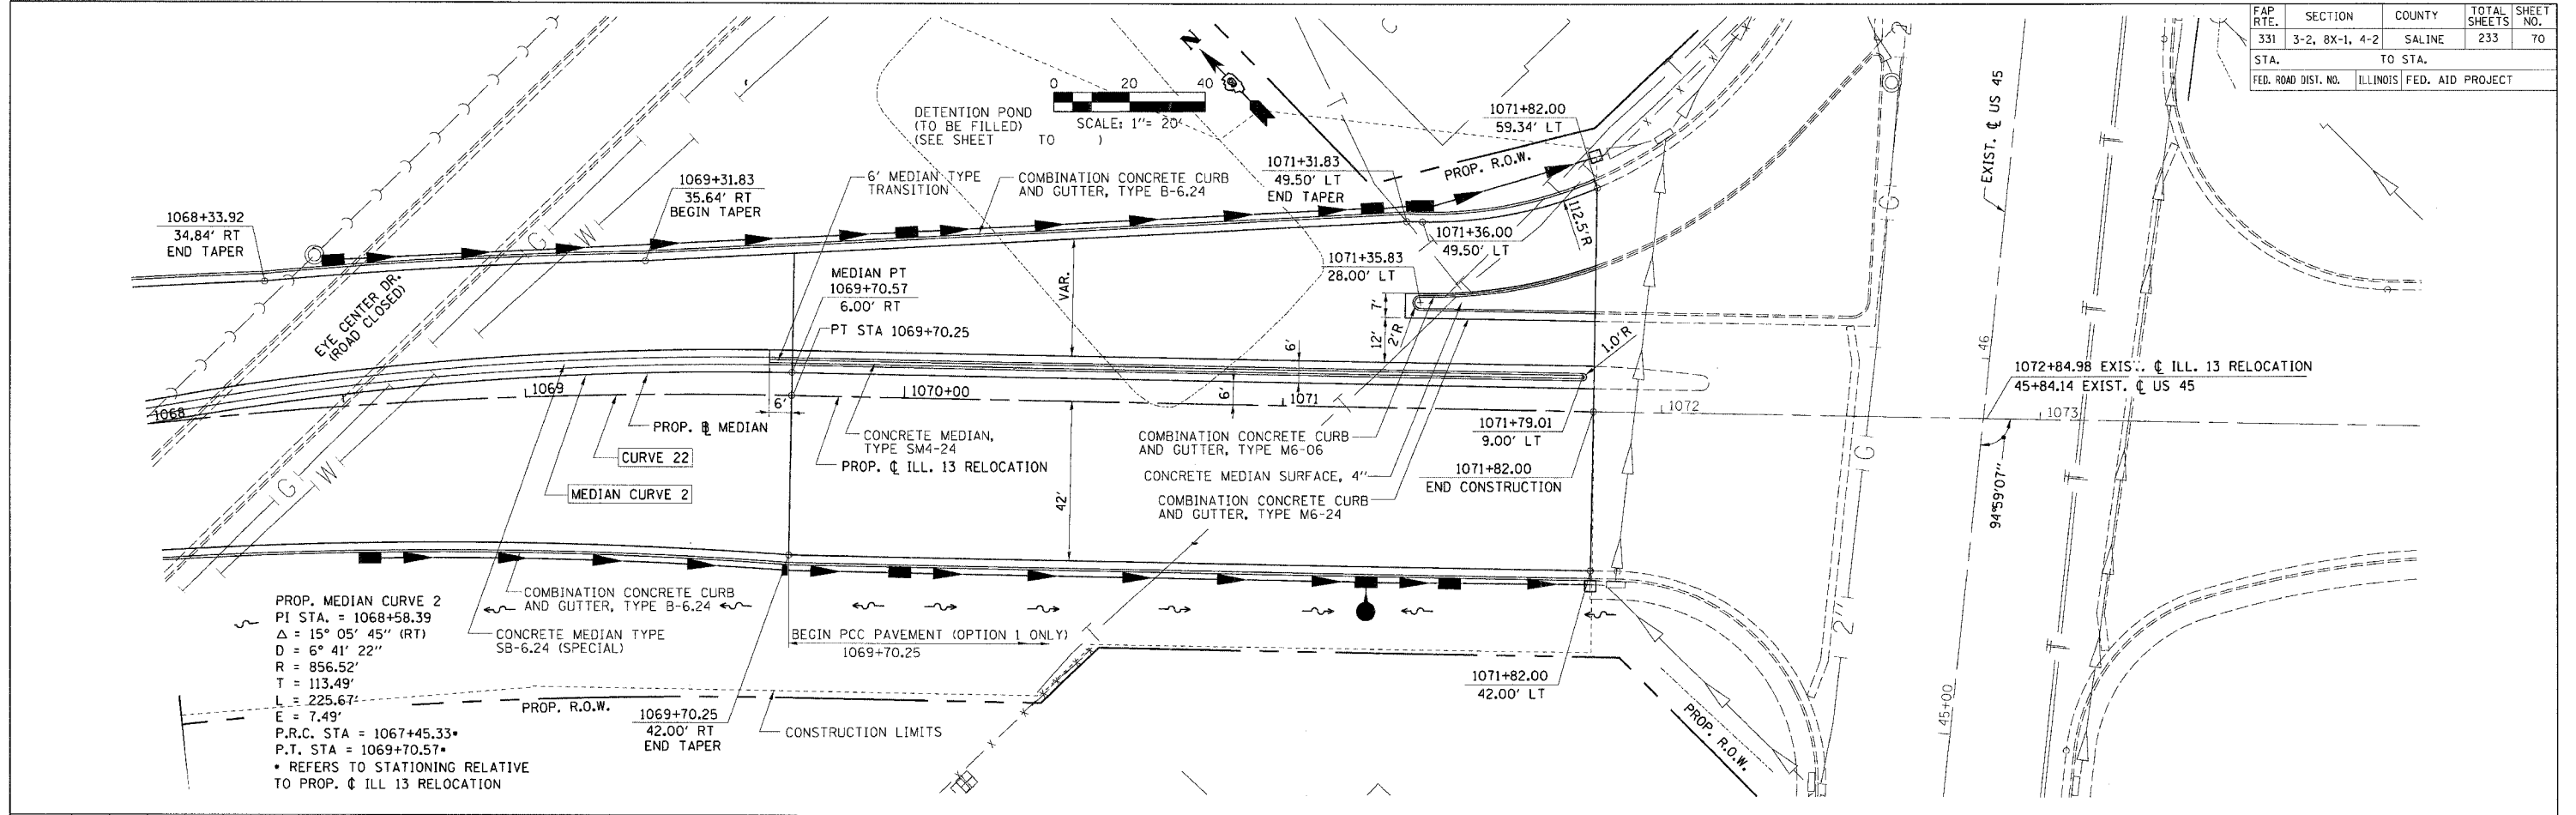 FAP RTE. SECTION COUNTY TOTAL SHEETS SHEET NO.
331 3-2, 8X-1, 4-2 SALINE 233 70
STA. TO STA.
FED. ROAD DIST. NO. ILLINOIS FED. AID PROJECT
N
0 20 40
SCALE: 1"= 20'
DETENTION POND
(TO BE FILLED)
(SEE SHEET TO )
1071+82.00
59.34' LT
1071+31.83
49.50' LT
END TAPER
PROP. R.O.W.
EXIST. ℄ US 45
1069+31.83
35.64' RT
BEGIN TAPER
6' MEDIAN TYPE
TRANSITION
COMBINATION CONCRETE CURB
AND GUTTER, TYPE B-6.24
1068+33.92
34.84' RT
END TAPER
112.5'R
1071+36.00
49.50' LT
1071+35.83
28.00' LT
MEDIAN PT
1069+70.57
6.00' RT
VAR.
PT STA 1069+70.25
EYE CENTER DR.
(ROAD CLOSED)
7'
12'
2'R
6'
1.0'R
46
1072+84.98 EXIST. ℄ ILL. 13 RELOCATION
45+84.14 EXIST. ℄ US 45
1068
1069
6'
1070+00
6'
1071
1072
1073
PROP. ⅊ MEDIAN
CURVE 22
MEDIAN CURVE 2
CONCRETE MEDIAN,
TYPE SM4-24
PROP. ℄ ILL. 13 RELOCATION
42'
COMBINATION CONCRETE CURB
AND GUTTER, TYPE M6-06
CONCRETE MEDIAN SURFACE, 4"
COMBINATION CONCRETE CURB
AND GUTTER, TYPE M6-24
1071+79.01
9.00' LT
1071+82.00
END CONSTRUCTION
94°59'07"
G
W
G
W
T
G
G
2
2"
PROP. MEDIAN CURVE 2
PI STA. = 1068+58.39
Δ = 15° 05' 45" (RT)
D = 6° 41' 22"
R = 856.52'
T = 113.49'
L = 225.67'
E = 7.49'
P.R.C. STA = 1067+45.33*
P.T. STA = 1069+70.57*
* REFERS TO STATIONING RELATIVE
TO PROP. ℄ ILL 13 RELOCATION
COMBINATION CONCRETE CURB
AND GUTTER, TYPE B-6.24
CONCRETE MEDIAN TYPE
SB-6.24 (SPECIAL)
BEGIN PCC PAVEMENT (OPTION 1 ONLY)
1069+70.25
PROP. R.O.W.
1069+70.25
42.00' RT
END TAPER
CONSTRUCTION LIMITS
1071+82.00
42.00' LT
PROP. R.O.W.
45+00